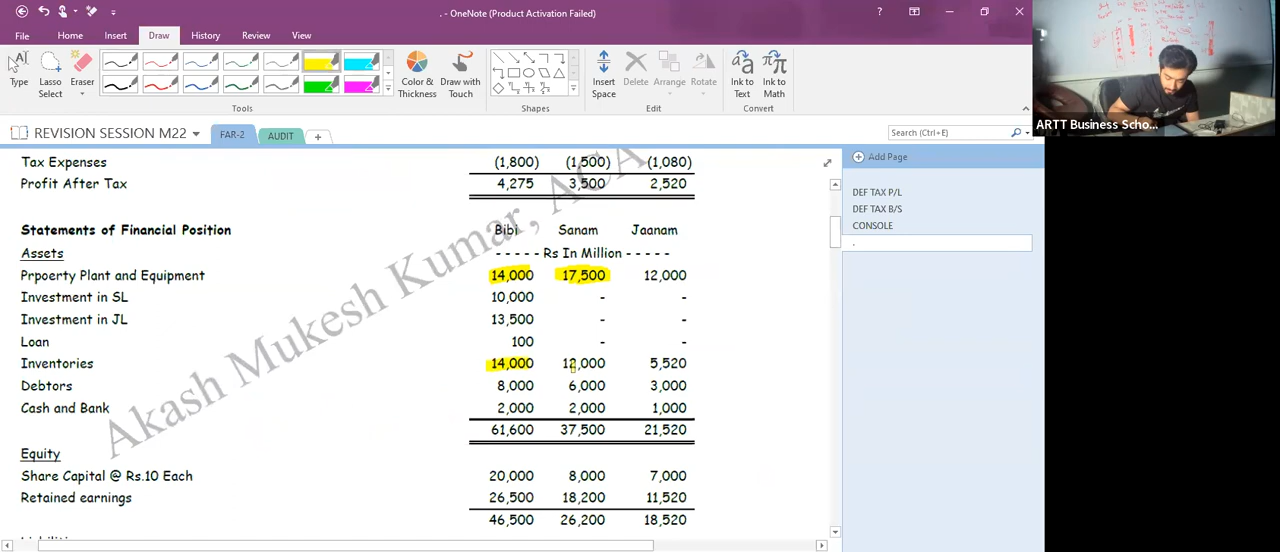 . - OneNote (Product Activation Failed)
File Home Insert Draw History Review View
Type Lasso Select Eraser Color & Thickness Draw with Touch Insert Space Delete Arrange Rotate Ink to Text Ink to Math
Tools Shapes Edit Convert
REVISION SESSION M22 FAR-2 AUDIT + Search (Ctrl+E)
ARTT Business Scho...
Add Page
DEF TAX P/L
DEF TAX B/S
CONSOLE
.
Tax Expenses (1,800) (1,500) (1,080)
Profit After Tax 4,275 3,500 2,520
Statements of Financial Position Bibi Sanam Jaanam
Assets - - - - - Rs In Million - - - - -
Prpoerty Plant and Equipment 14,000 17,500 12,000
Investment in SL 10,000 - -
Investment in JL 13,500 - -
Loan 100 - -
Inventories 14,000 12,000 5,520
Debtors 8,000 6,000 3,000
Cash and Bank 2,000 2,000 1,000
61,600 37,500 21,520
Equity
Share Capital @ Rs.10 Each 20,000 8,000 7,000
Retained earnings 26,500 18,200 11,520
46,500 26,200 18,520
Akash Mukesh Kumar, ACA